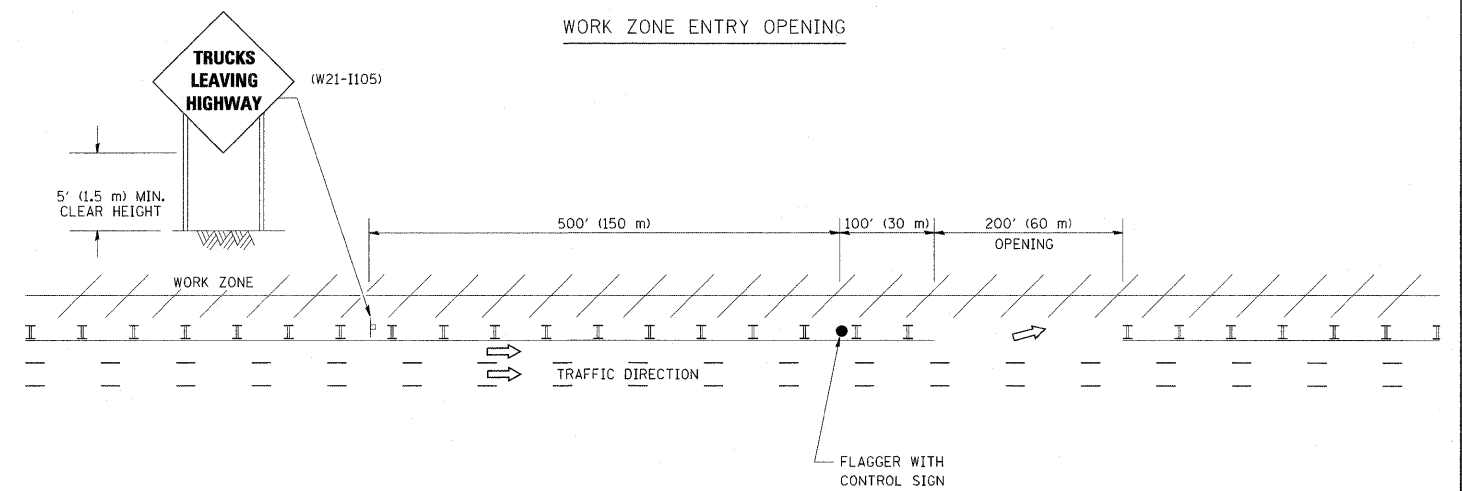 WORK ZONE ENTRY OPENING
TRUCKS
LEAVING
HIGHWAY
(W21-I105)
5' (1.5 m) MIN.
CLEAR HEIGHT
500' (150 m)
100' (30 m)
200' (60 m)
OPENING
WORK ZONE
TRAFFIC DIRECTION
FLAGGER WITH
CONTROL SIGN